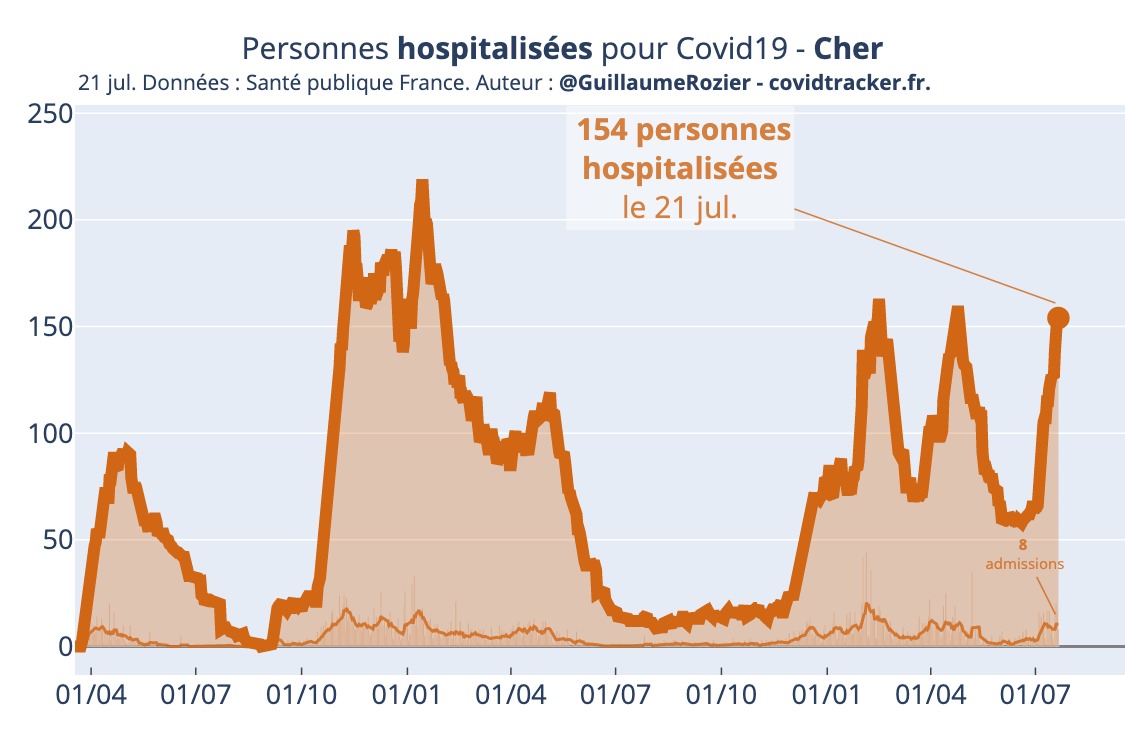 Personnes hospitalisées pour Covid19 - Cher
21 jul. Données : Santé publique France. Auteur : @GuillaumeRozier - covidtracker.fr.
250
154 personnes
hospitalisées
le 21 jul.
200
150
100
50
8
admissions
0
01/04 01/07 01/10 01/01 01/04 01/07 01/10 01/01 01/04 01/07